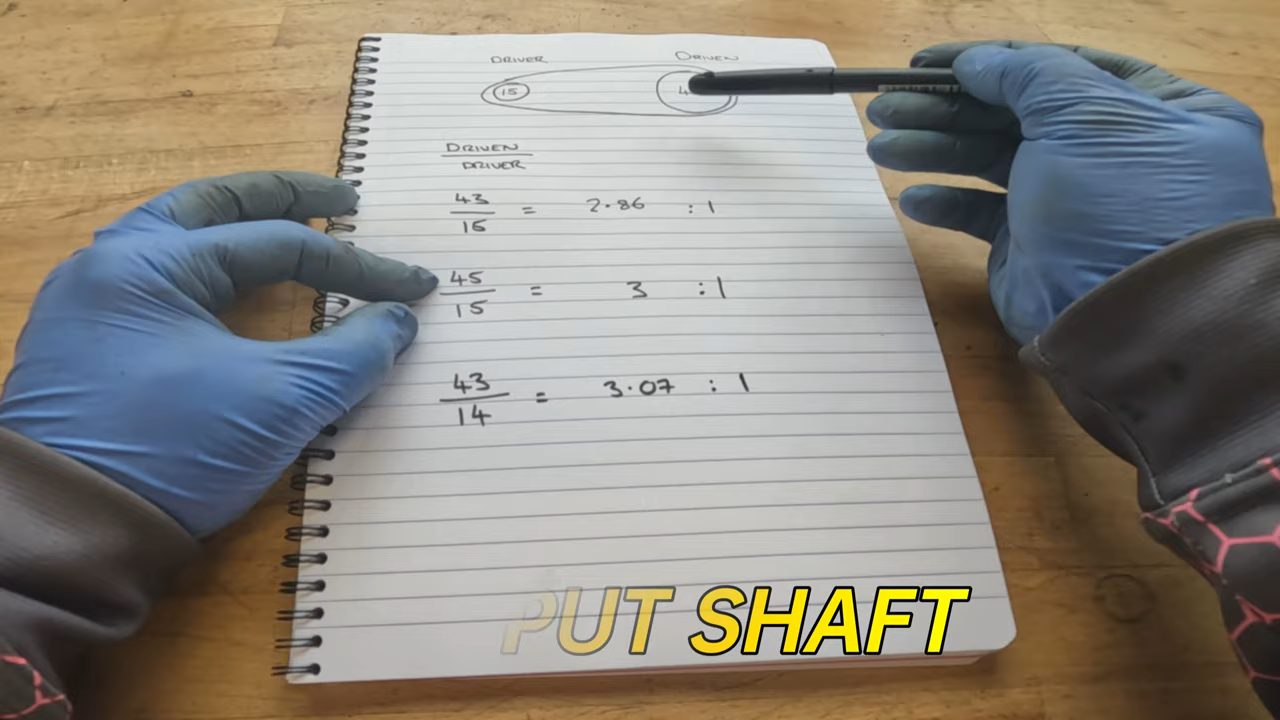 DRIVER DRIVEN
15 4
DRIVEN
DRIVER
43
15 = 2.86 : 1
45
15 = 3 : 1
43
14 = 3.07 : 1
PUT SHAFT